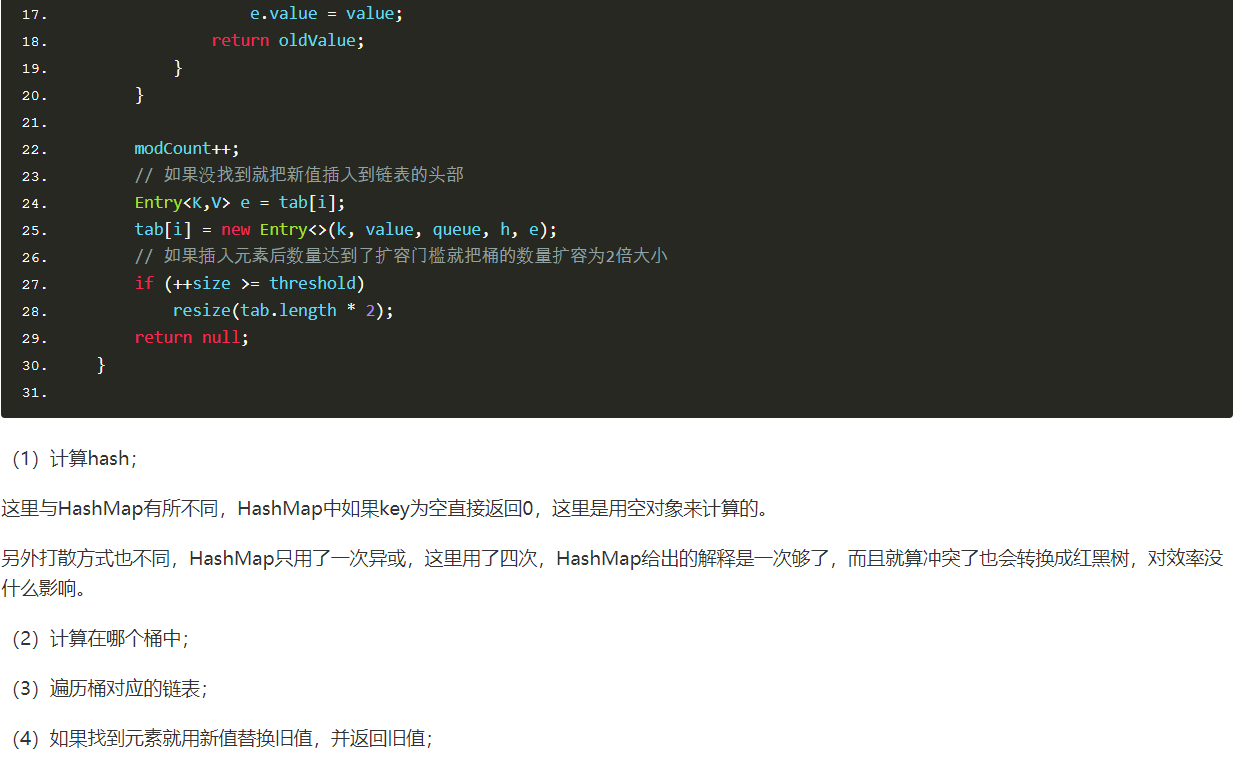 17. e.value = value;
18. return oldValue;
19. }
20. }
21.
22. modCount++;
23. // 如果没找到就把新值插入到链表的头部
24. Entry<K,V> e = tab[i];
25. tab[i] = new Entry<>(k, value, queue, h, e);
26. // 如果插入元素后数量达到了扩容门槛就把桶的数量扩容为2倍大小
27. if (++size >= threshold)
28. resize(tab.length * 2);
29. return null;
30. }
31.
（1）计算hash；
这里与HashMap有所不同，HashMap中如果key为空直接返回0，这里是用空对象来计算的。
另外打散方式也不同，HashMap只用了一次异或，这里用了四次，HashMap给出的解释是一次够了，而且就算冲突了也会转换成红黑树，对效率没
什么影响。
（2）计算在哪个桶中；
（3）遍历桶对应的链表；
（4）如果找到元素就用新值替换旧值，并返回旧值；